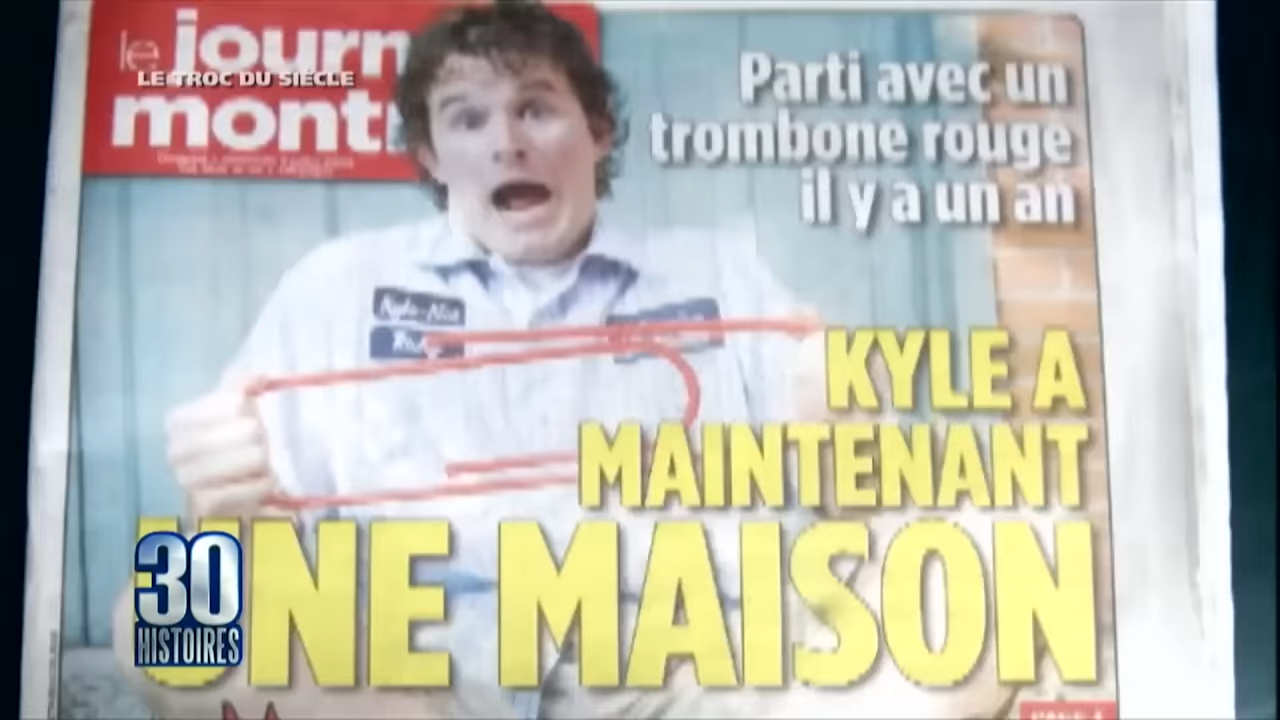 le journ
LE TROC DU SIÈCLE
mont
Parti avec un
trombone rouge
il y a un an
KYLE A
MAINTENANT
UNE MAISON
30
HISTOIRES